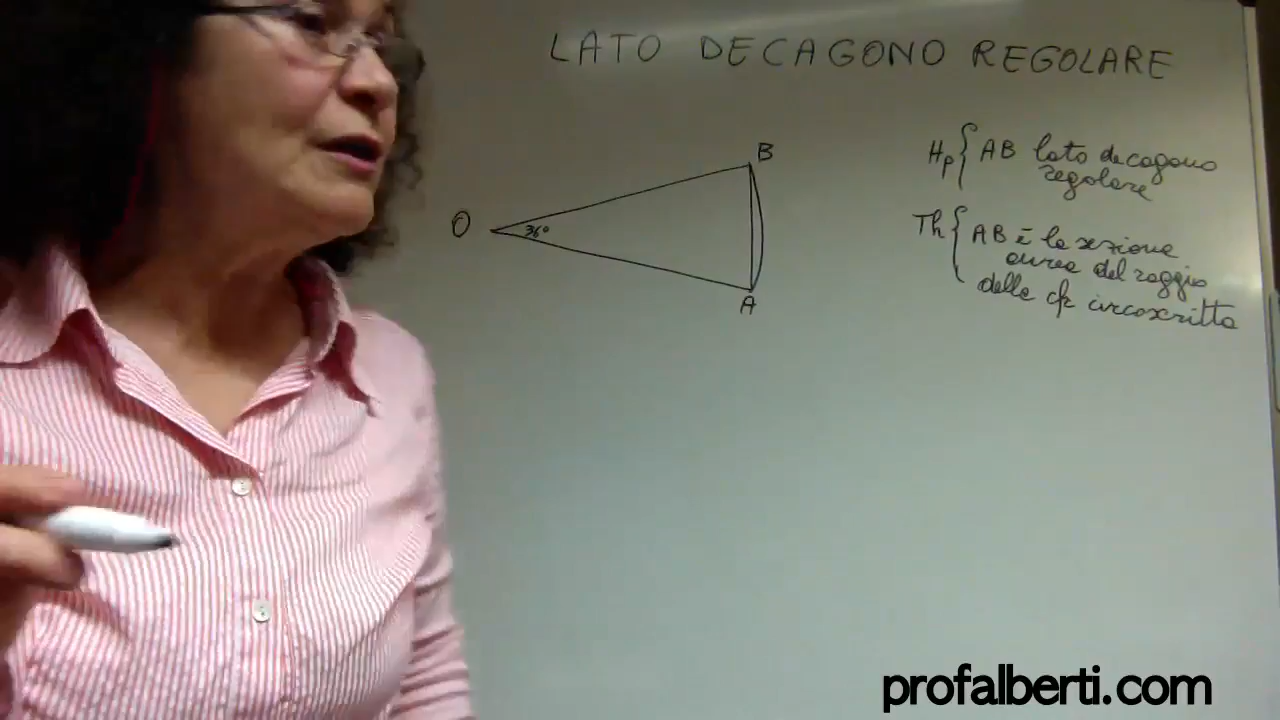 LATO DECAGONO REGOLARE
B
Hp { AB lato decagono
regolare
O
36°
Th { AB è la sezione
aurea del raggio
della cfr circoscritta
A
profalberti.com